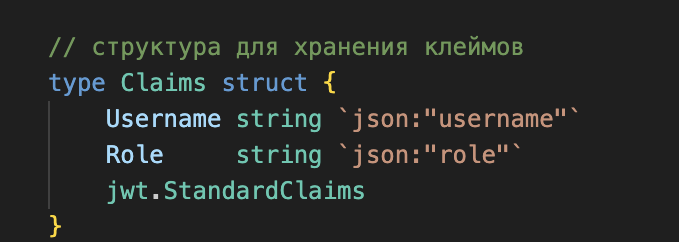 // структура для хранения клеймов
type Claims struct {
    Username string `json:"username"`
    Role     string `json:"role"`
    jwt.StandardClaims
}